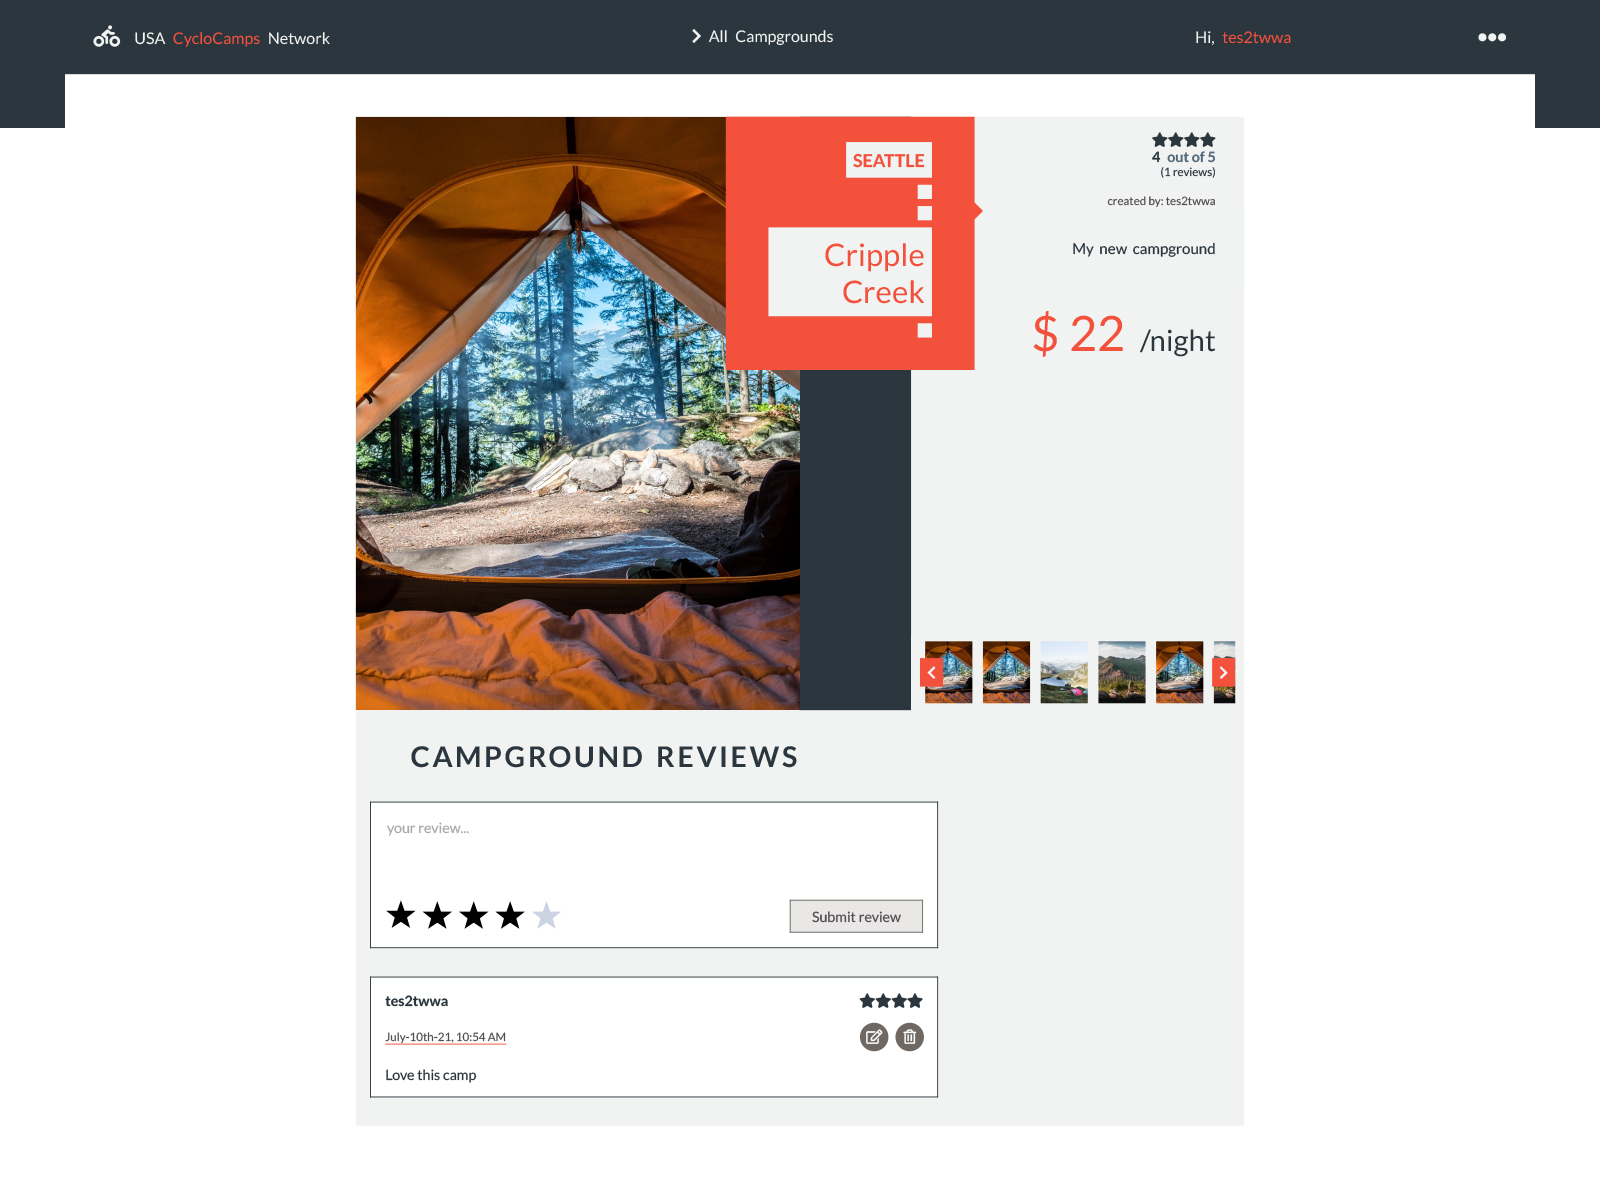 USA CycloCamps Network
All Campgrounds
Hi, tes2twwa
SEATTLE
Cripple
Creek
4 out of 5
(1 reviews)
created by: tes2twwa
My new campground
$ 22 /night
CAMPGROUND REVIEWS
your review...
Submit review
tes2twwa
July-10th-21, 10:54 AM
Love this camp